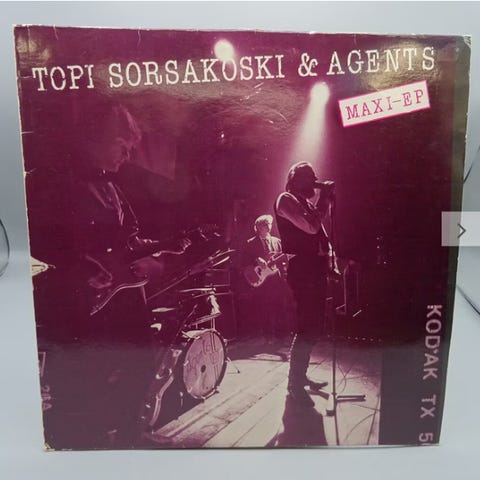 TOPI SORSAKOSKI & AGENTS
MAXI-EP
KODAK TX 5